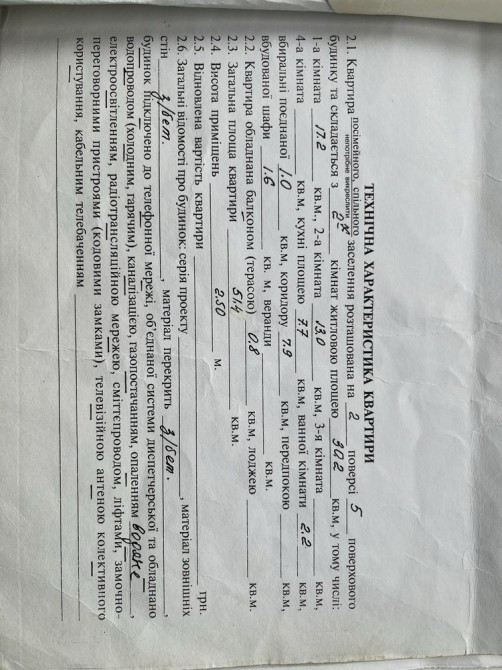 ТЕХНІЧНА ХАРАКТЕРИСТИКА КВАРТИРИ
2.1. Квартира посімейного, спільного заселення розташована на 2 поверсі 5 поверхового
непотрібне викреслити
будинку та складається з 2х кімнат житловою площею 30.2 кв.м, у тому числі:
1-а кімната 17.2 кв.м., 2-а кімната 13.0 кв.м, 3-я кімната кв.м,
4-а кімната кв.м, кухні площею 7.7 кв.м, ванної кімнати 2.2 кв.м,
вбиральні поєднаної 1.0 кв.м, коридору 7.9 кв.м, передпокою кв.м,
вбудованої шафи 1.6 кв. м, веранди кв.м.
2.2. Квартира обладнана балконом (терасою) 0.8 кв.м, лоджею кв.м.
2.3. Загальна площа квартири 51.4 кв.м.
2.4. Висота приміщень 2.50 м.
2.5. Відновлена вартість квартири грн.
2.6. Загальні відомості про будинок: серія проекту , матеріал зовнішніх
стін з/бет. , матеріал перекрить з/бет. ,
будинок підключено до телефонної мережі, об'єднаної системи диспетчерської та обладнано
водопроводом (холодним, гарячим), каналізацією, газопостачанням, опаленням ,
електроосвітленням, радіотрансляційною мережею, сміттєпроводом, ліфтами, замочно-
переговорними пристроями (кодовими замками), телевізійною антеною колективного
користування, кабельним телебаченням